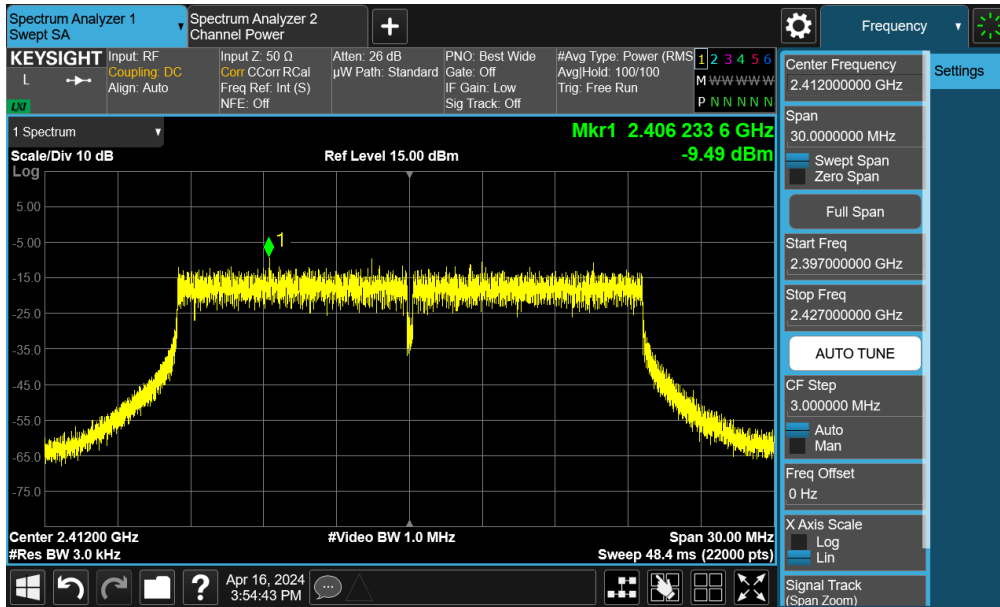 Spectrum Analyzer 1
Swept SA
Spectrum Analyzer 2
Channel Power
Frequency
KEYSIGHT
L
LXI
Input: RF
Coupling: DC
Align: Auto
Input Z: 50 Ω
Corr CCorr RCal
Freq Ref: Int (S)
NFE: Off
Atten: 26 dB
µW Path: Standard
PNO: Best Wide
Gate: Off
IF Gain: Low
Sig Track: Off
#Avg Type: Power (RMS
Avg|Hold: 100/100
Trig: Free Run
1 2 3 4 5 6
M W W W W W
P N N N N N
1 Spectrum
Scale/Div 10 dB
Ref Level 15.00 dBm
Mkr1 2.406 233 6 GHz
-9.49 dBm
Log
5.00
-5.00
-15.0
-25.0
-35.0
-45.0
-55.0
-65.0
-75.0
1
Center 2.41200 GHz
#Res BW 3.0 kHz
#Video BW 1.0 MHz
Span 30.00 MHz
Sweep 48.4 ms (22000 pts)
Center Frequency
2.412000000 GHz
Span
30.0000000 MHz
Swept Span
Zero Span
Full Span
Start Freq
2.397000000 GHz
Stop Freq
2.427000000 GHz
AUTO TUNE
CF Step
3.000000 MHz
Auto
Man
Freq Offset
0 Hz
X Axis Scale
Log
Lin
Signal Track
(Span Zoom)
Settings
?
Apr 16, 2024
3:54:43 PM